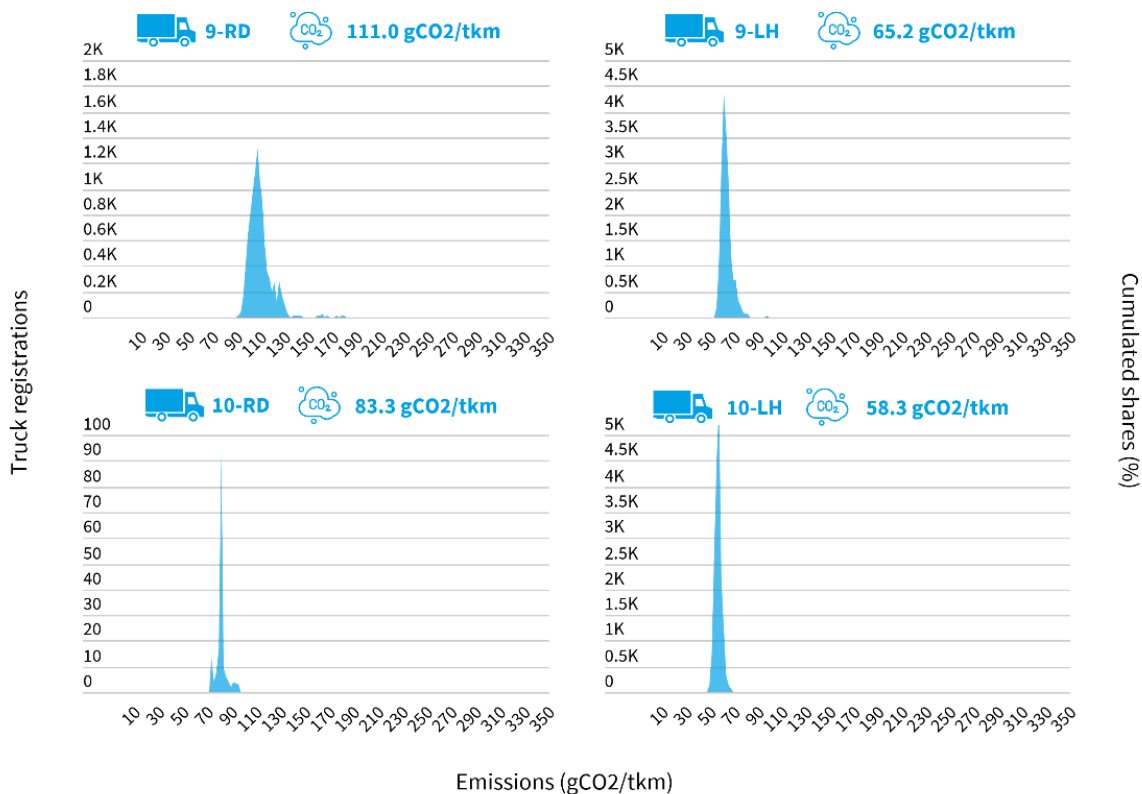 9-RD CO₂ 111.0 gCO2/tkm
2K
1.8K
1.6K
1.4K
1.2K
1K
0.8K
0.6K
0.4K
0.2K
0
10 30 50 70 90 110 130 150 170 190 210 230 250 270 290 310 330 350
9-LH CO₂ 65.2 gCO2/tkm
5K
4.5K
4K
3.5K
3K
2.5K
2K
1.5K
1K
0.5K
0
10 30 50 70 90 110 130 150 170 190 210 230 250 270 290 310 330 350
Truck registrations
Cumulated shares (%)
10-RD CO₂ 83.3 gCO2/tkm
100
90
80
70
60
50
40
30
20
10
0
10 30 50 70 90 110 130 150 170 190 210 230 250 270 290 310 330 350
10-LH CO₂ 58.3 gCO2/tkm
5K
4.5K
4K
3.5K
3K
2.5K
2K
1.5K
1K
0.5K
0
10 30 50 70 90 110 130 150 170 190 210 230 250 270 290 310 330 350
Emissions (gCO2/tkm)